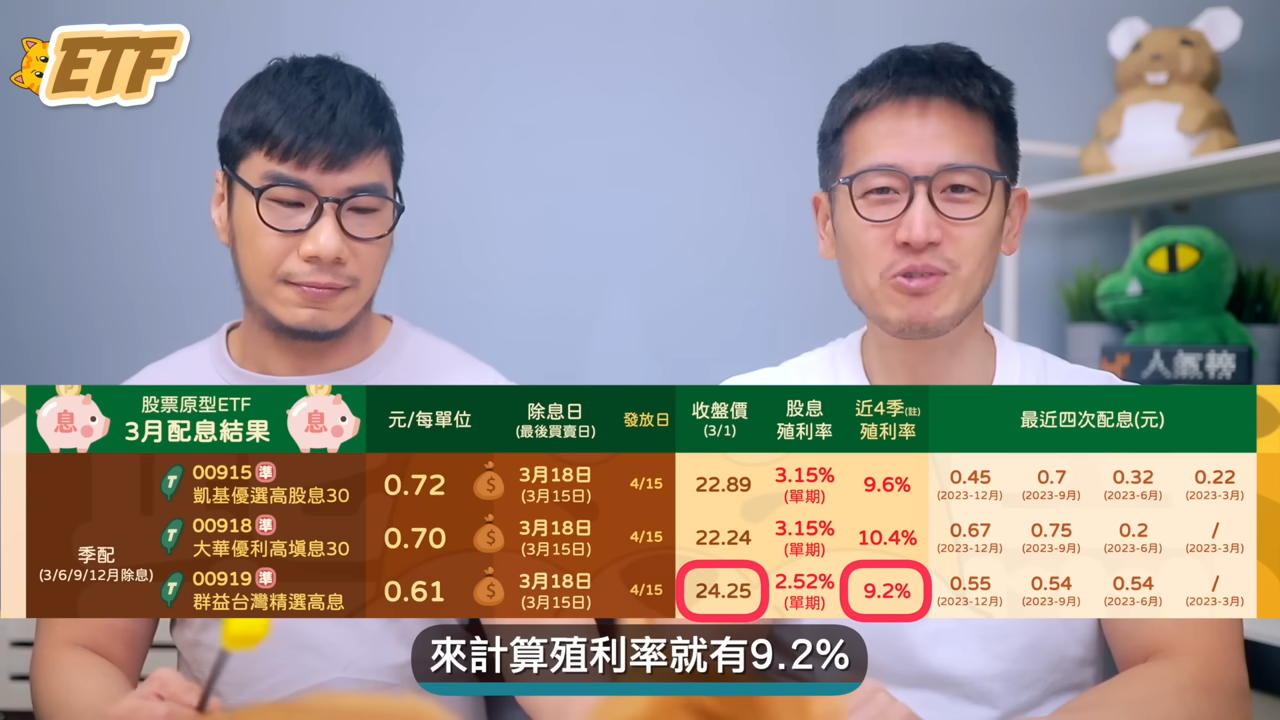 ETF
人氣榜
股票原型ETF
3月配息結果
息
息
元/每單位
除息日
(最後買賣日)
發放日
收盤價
(3/1)
股息
殖利率
近4季(註)
殖利率
最近四次配息(元)
季配
(3/6/9/12月除息)
T
00915 準
凱基優選高股息30
0.72
$
3月18日
(3月15日)
4/15
22.89
3.15%
(單期)
9.6%
0.45
(2023-12月)
0.7
(2023-9月)
0.32
(2023-6月)
0.22
(2023-3月)
T
00918 準
大華優利高填息30
0.70
$
3月18日
(3月15日)
4/15
22.24
3.15%
(單期)
10.4%
0.67
(2023-12月)
0.75
(2023-9月)
0.2
(2023-6月)
/
(2023-3月)
T
00919 準
群益台灣精選高息
0.61
$
3月18日
(3月15日)
4/15
24.25
2.52%
(單期)
9.2%
0.55
(2023-12月)
0.54
(2023-9月)
0.54
(2023-6月)
/
(2023-3月)
來計算殖利率就有9.2%